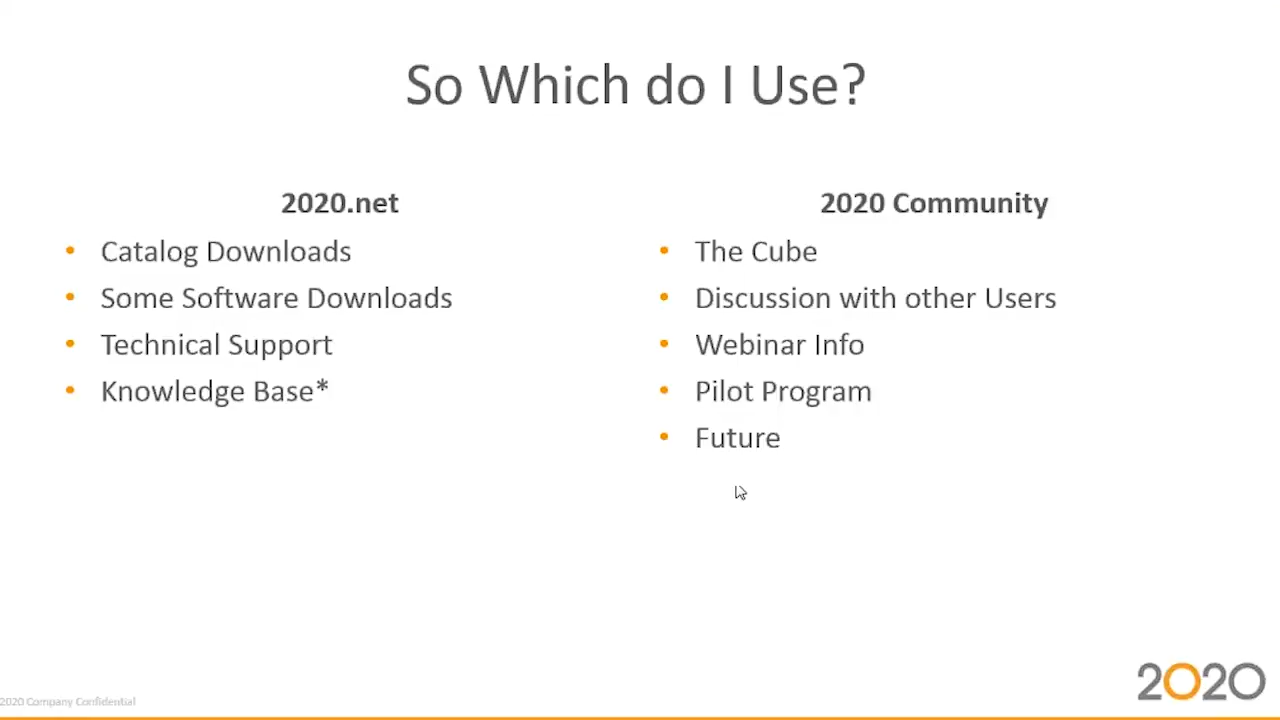 So Which do I Use?
2020.net
• Catalog Downloads
• Some Software Downloads
• Technical Support
• Knowledge Base*
2020 Community
• The Cube
• Discussion with other Users
• Webinar Info
• Pilot Program
• Future
2020 Company Confidential
2020